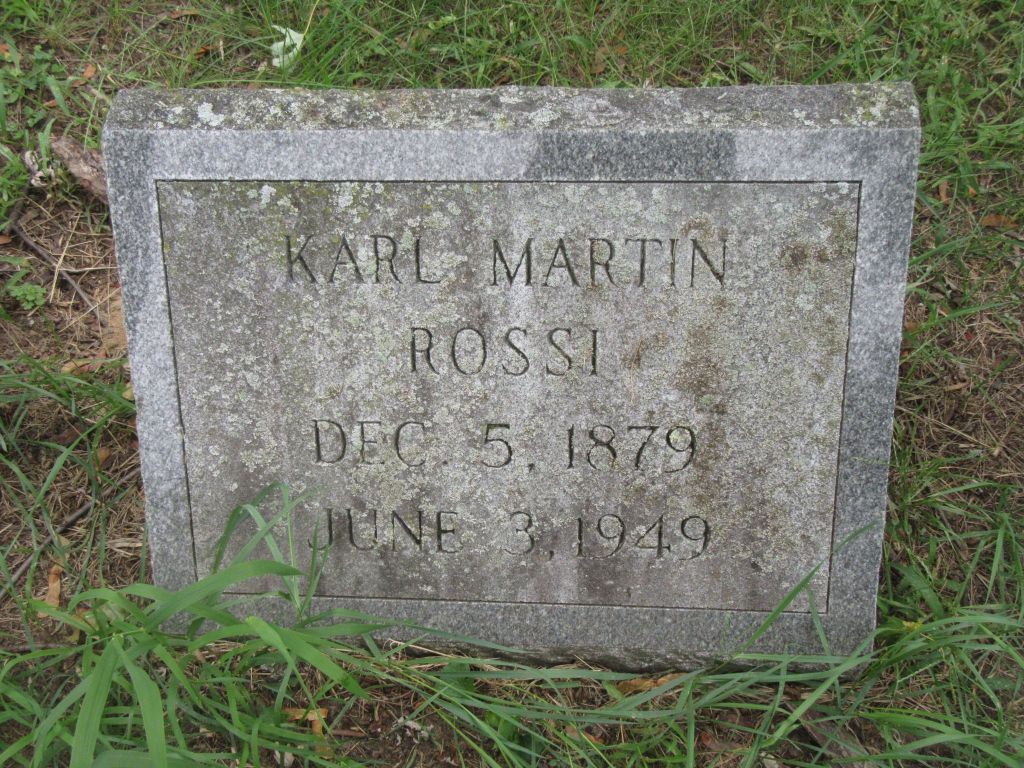 KARL MARTIN
ROSSI
DEC. 5, 1879
JUNE 3, 1949